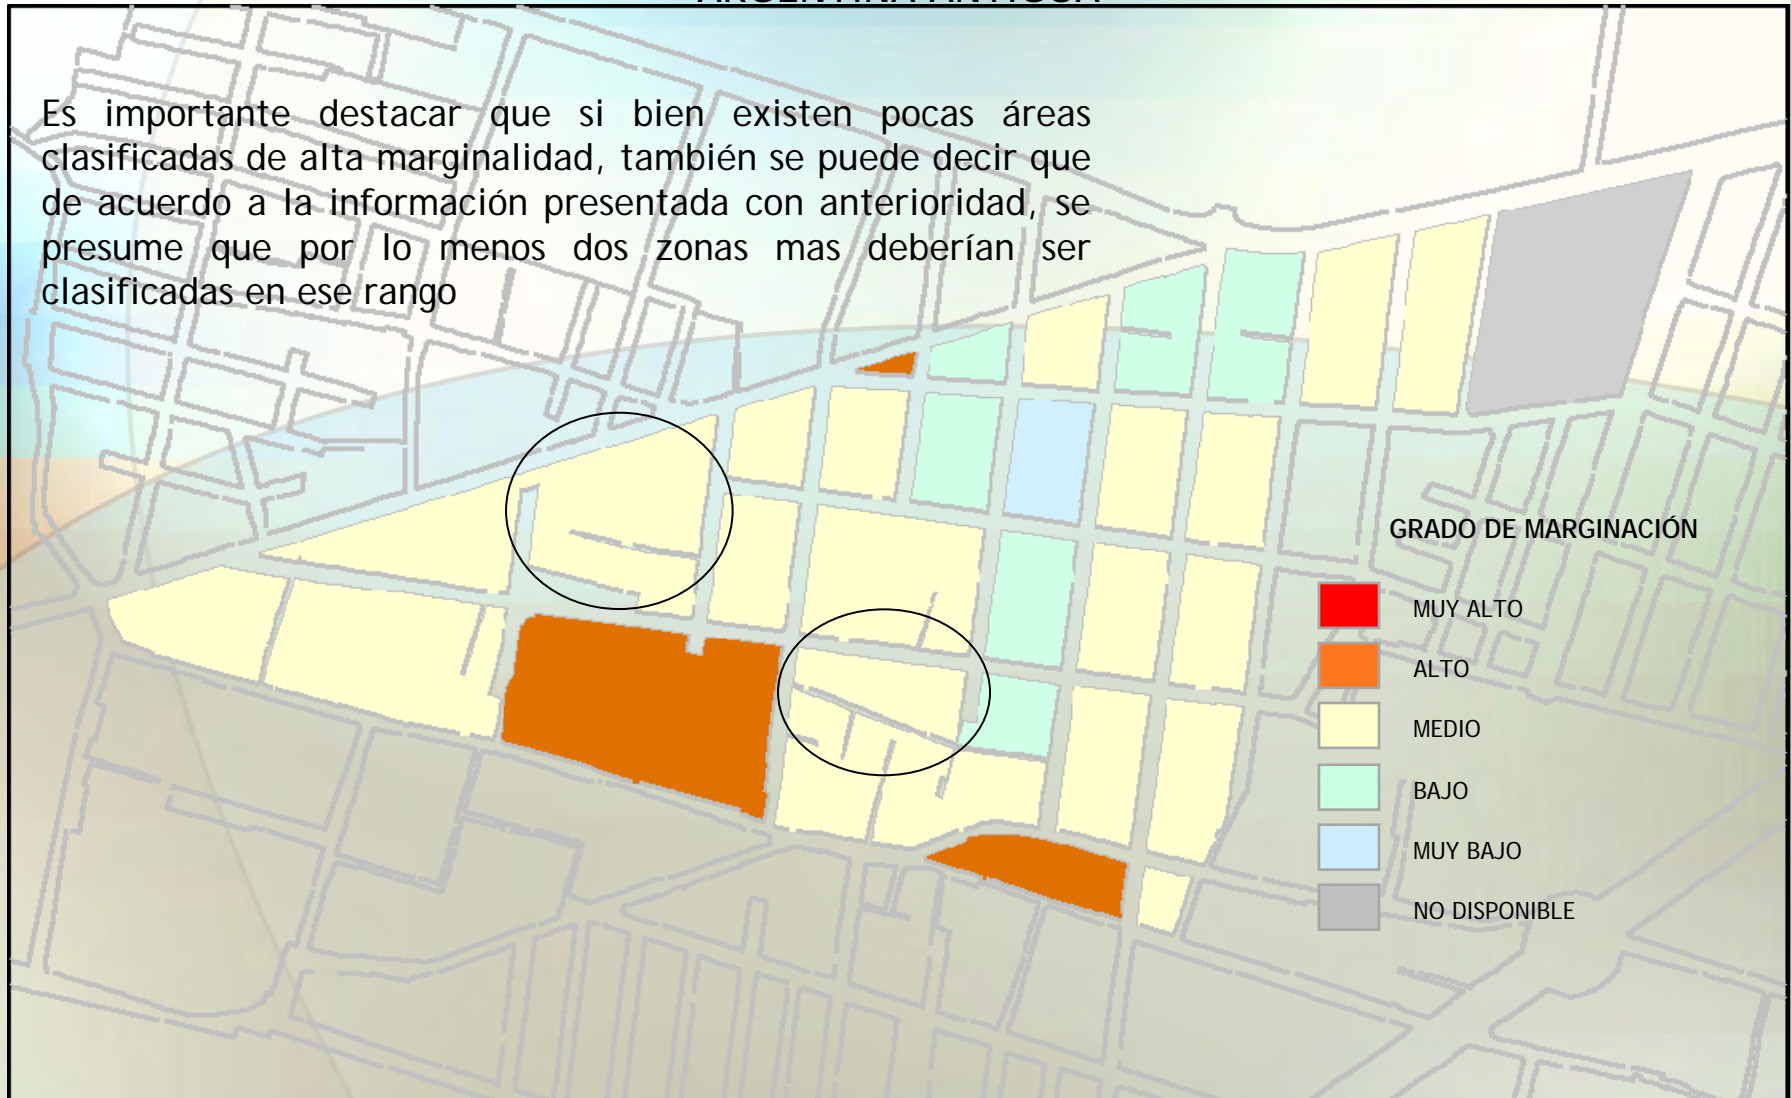 ARGENTINA ANTIGUA
Es importante destacar que si bien existen pocas áreas
clasificadas de alta marginalidad, también se puede decir que
de acuerdo a la información presentada con anterioridad, se
presume que por lo menos dos zonas mas deberían ser
clasificadas en ese rango
GRADO DE MARGINACIÓN
MUY ALTO
ALTO
MEDIO
BAJO
MUY BAJO
NO DISPONIBLE